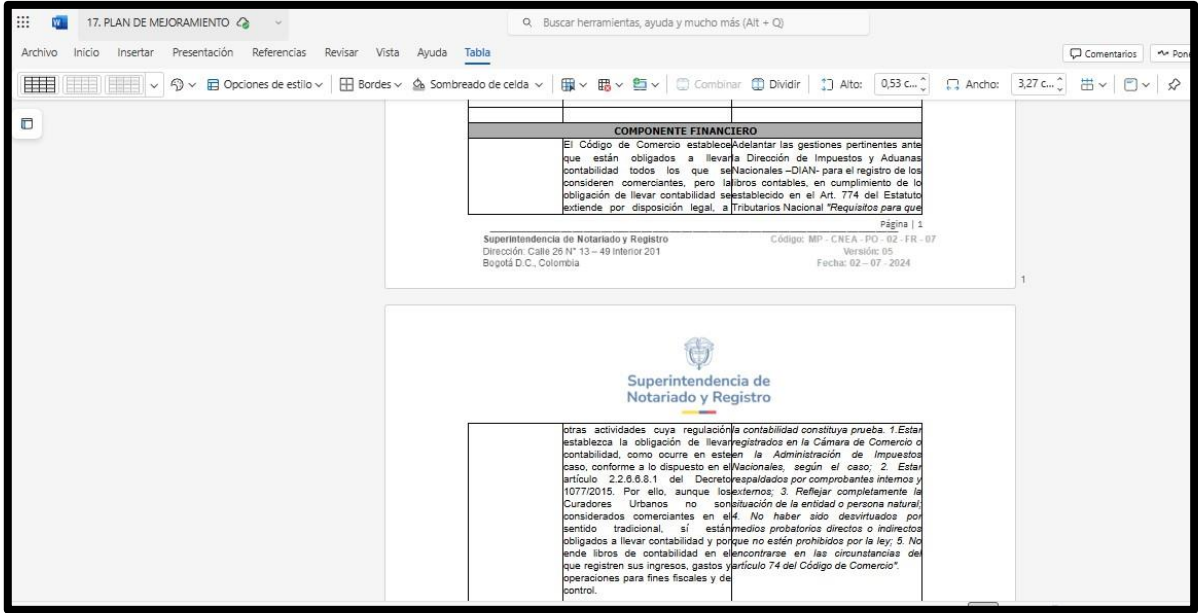 17. PLAN DE MEJORAMIENTO
Buscar herramientas, ayuda y mucho más (Alt + Q)
Archivo Inicio Insertar Presentación Referencias Revisar Vista Ayuda Tabla
Comentarios
Opciones de estilo Bordes Sombreado de celda Combinar Dividir Alto: 0,53 c... Ancho: 3,27 c...
COMPONENTE FINANCIERO
El Código de Comercio establece
que están obligados a llevar
contabilidad todos los que se
consideren comerciantes, pero la
obligación de llevar contabilidad se
extiende por disposición legal, a
Adelantar las gestiones pertinentes ante
la Dirección de Impuestos y Aduanas
Nacionales –DIAN- para el registro de los
libros contables, en cumplimiento de lo
establecido en el Art. 774 del Estatuto
Tributarios Nacional "Requisitos para que
Página | 1
Superintendencia de Notariado y Registro
Dirección: Calle 26 N° 13 – 49 Interior 201
Bogotá D.C., Colombia
Código: MP - CNEA - PO - 02 - FR - 07
Versión: 05
Fecha: 02 – 07 - 2024
1
Superintendencia de
Notariado y Registro
otras actividades cuya regulación
establezca la obligación de llevar
contabilidad, como ocurre en este
caso, conforme a lo dispuesto en el
artículo 2.2.6.6.8.1 del Decreto
1077/2015. Por ello, aunque los
Curadores Urbanos no son
considerados comerciantes en el
sentido tradicional, sí están
obligados a llevar contabilidad y por
ende libros de contabilidad en el
que registren sus ingresos, gastos y
operaciones para fines fiscales y de
control.
la contabilidad constituya prueba. 1.Estar
registrados en la Cámara de Comercio o
en la Administración de Impuestos
Nacionales, según el caso; 2. Estar
respaldados por comprobantes internos y
externos; 3. Reflejar completamente la
situación de la entidad o persona natural;
4. No haber sido desvirtuados por
medios probatorios directos o indirectos
que no estén prohibidos por la ley; 5. No
encontrarse en las circunstancias del
artículo 74 del Código de Comercio".